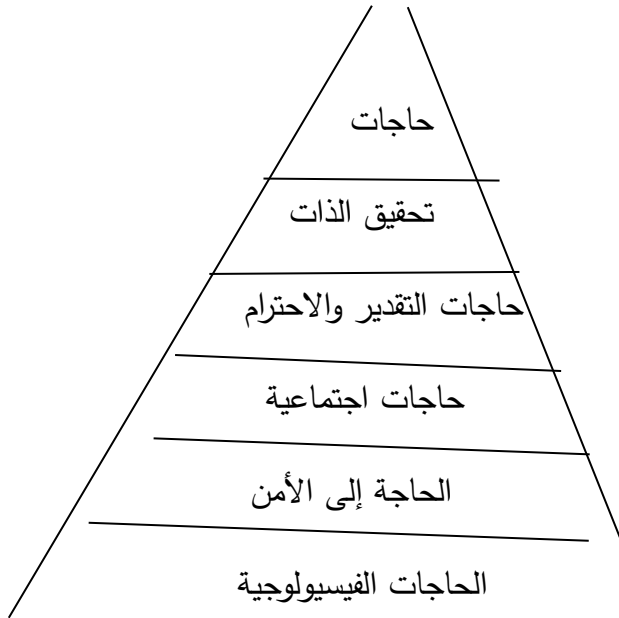 حاجات
تحقيق الذات
حاجات التقدير والاحترام
حاجات اجتماعية
الحاجة إلى الأمن
الحاجات الفيسيولوجية